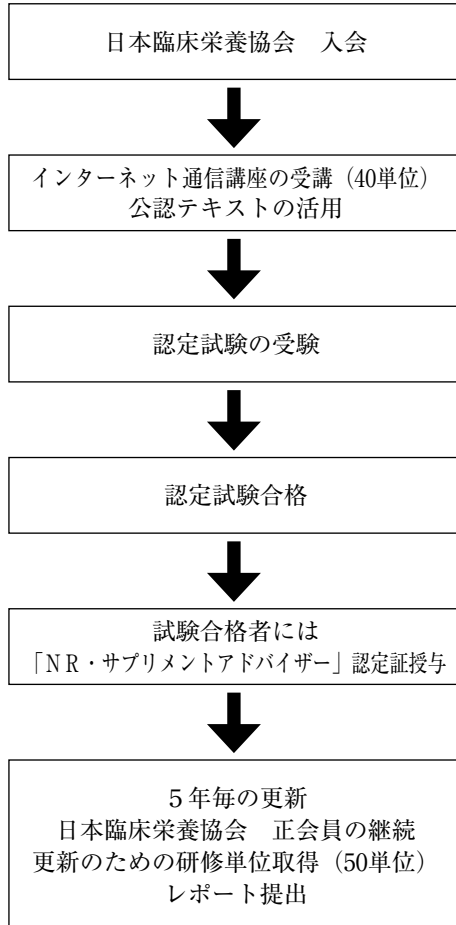 日本臨床栄養協会　入会
インターネット通信講座の受講（40単位）
公認テキストの活用
認定試験の受験
認定試験合格
試験合格者には
「ＮＲ・サプリメントアドバイザー」認定証授与
５年毎の更新
日本臨床栄養協会　正会員の継続
更新のための研修単位取得（50単位）
レポート提出